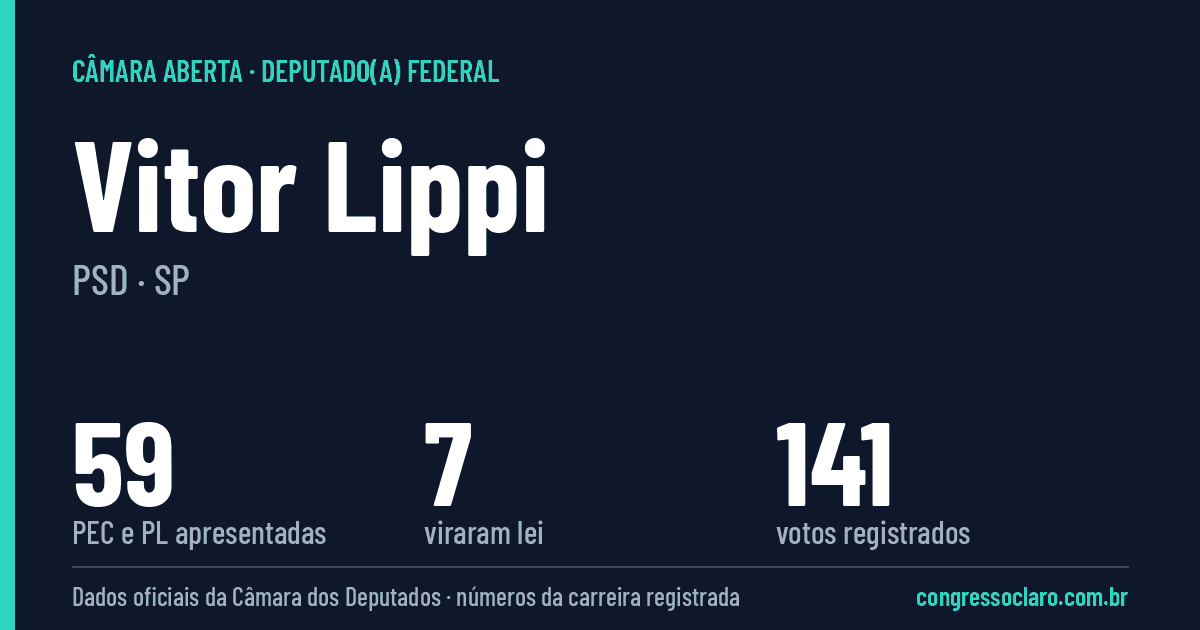 CÂMARA ABERTA · DEPUTADO(A) FEDERAL
Vitor Lippi
PSD · SP
59 7 141
PEC e PL apresentadas viraram lei votos registrados
Dados oficiais da Câmara dos Deputados · números da carreira registrada congressoclaro.com.br